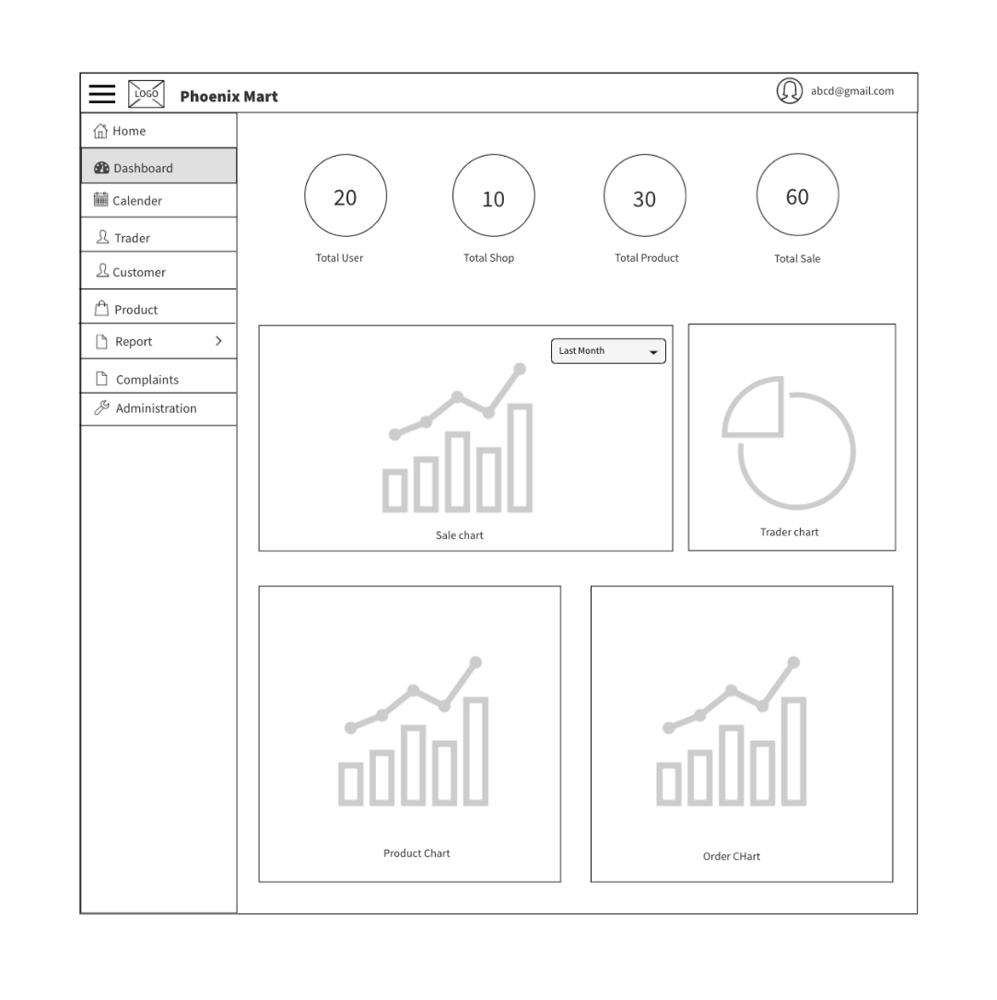 LOGO
Phoenix Mart
abcd@gmail.com
Home
Dashboard
Calender
Trader
Customer
Product
Report
Complaints
Administration
20
10
30
60
Total User
Total Shop
Total Product
Total Sale
Last Month
Sale chart
Trader chart
Product Chart
Order CHart